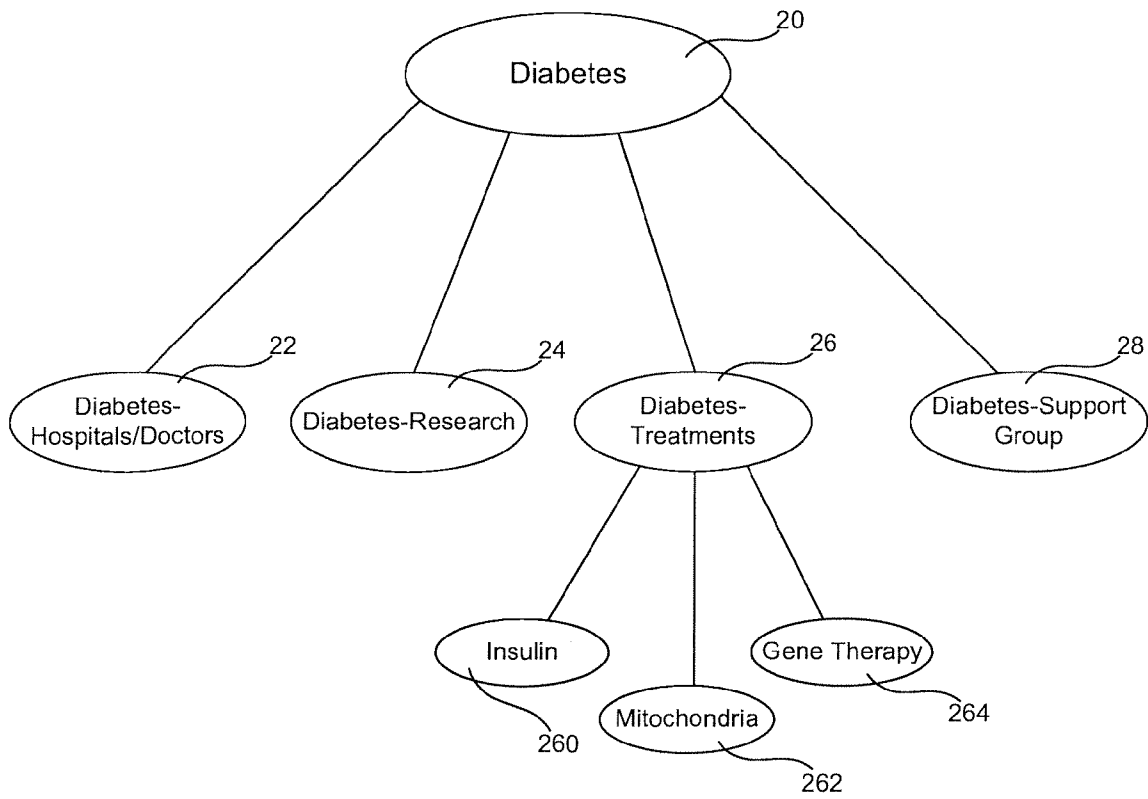 20
Diabetes
22
24
26
28
Diabetes-
Hospitals/Doctors
Diabetes-Research
Diabetes-
Treatments
Diabetes-Support
Group
Insulin
Gene Therapy
Mitochondria
260
264
262